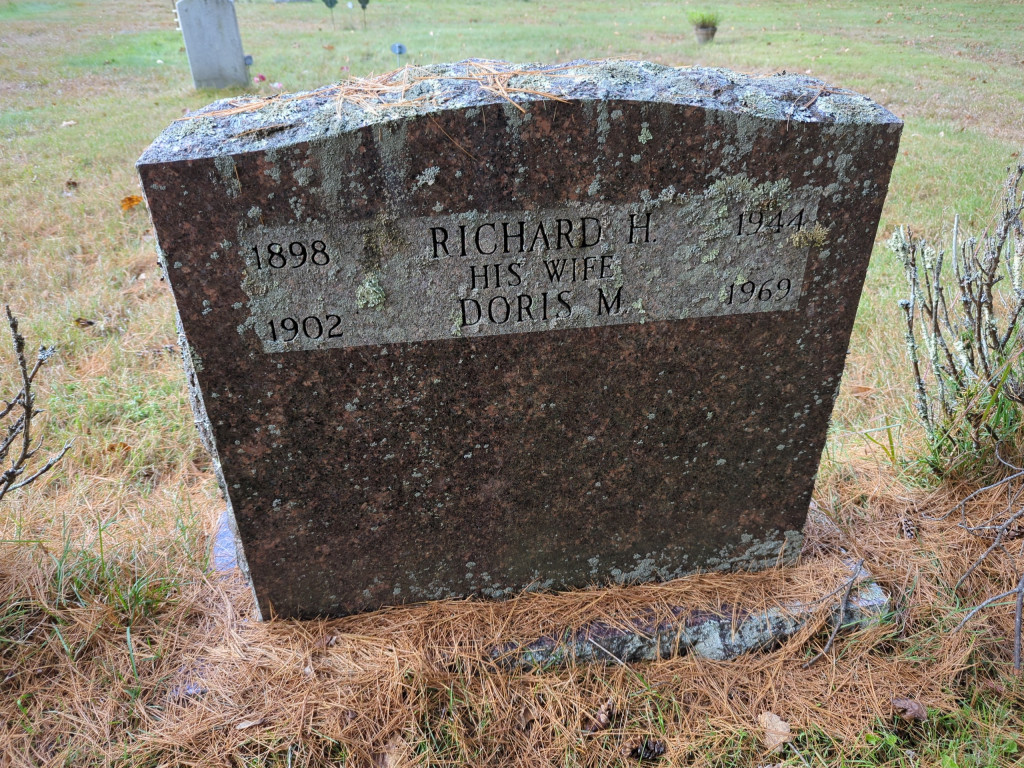 1898 RICHARD H. 1944
HIS WIFE
1902 DORIS M. 1969